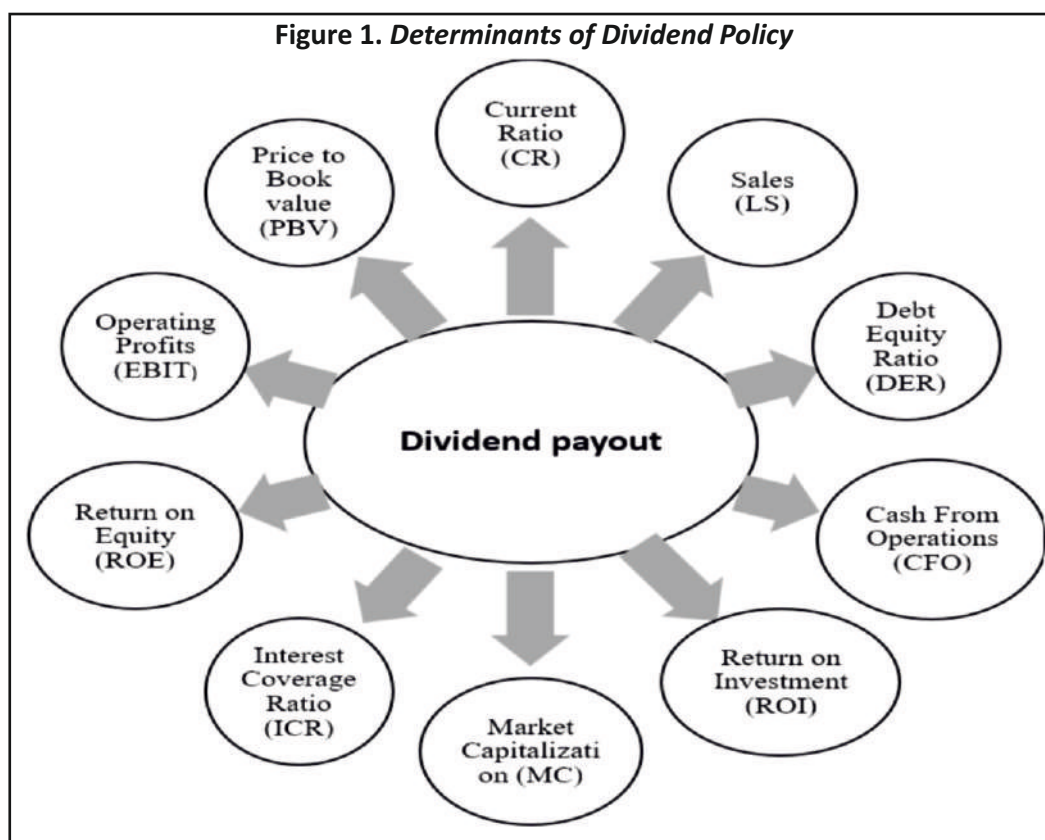 Figure 1. Determinants of Dividend Policy
Current
Ratio
(CR)
Sales
(LS)
Debt
Equity
Ratio
(DER)
Cash From
Operations
(CFO)
Return on
Investment
(ROI)
Market
Capitalizati
on (MC)
Interest
Coverage
Ratio
(ICR)
Return on
Equity
(ROE)
Operating
Profits
(EBIT)
Price to
Book
value
(PBV)
Dividend payout